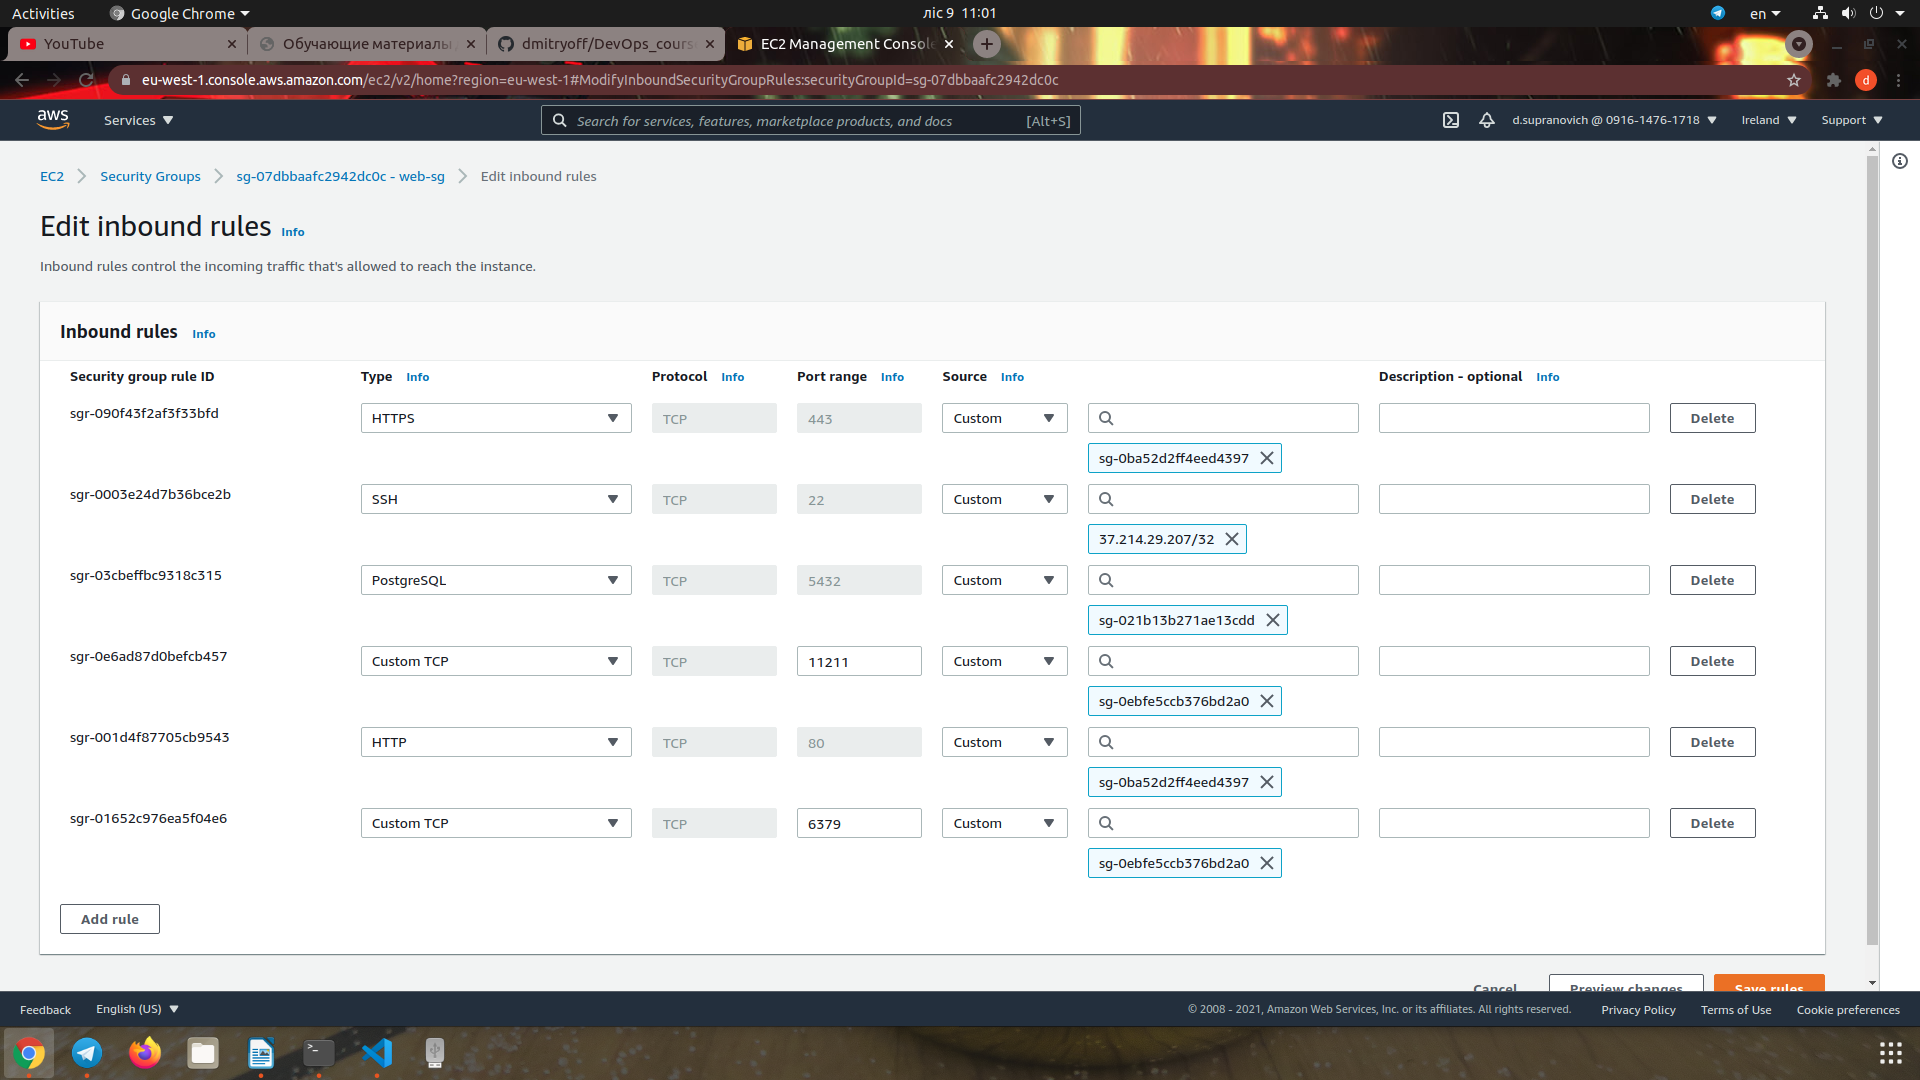 Activities Google Chrome ліс 9 11:01 en
YouTube Обучающие материалы dmitryoff/DevOps_cours EC2 Management Consol
eu-west-1.console.aws.amazon.com/ec2/v2/home?region=eu-west-1#ModifyInboundSecurityGroupRules:securityGroupId=sg-07dbbaafc2942dc0c d
aws Services Search for services, features, marketplace products, and docs [Alt+S] d.supranovich @ 0916-1476-1718 Ireland Support
EC2 Security Groups sg-07dbbaafc2942dc0c - web-sg Edit inbound rules
Edit inbound rules Info
Inbound rules control the incoming traffic that's allowed to reach the instance.
Inbound rules Info
Security group rule ID Type Info Protocol Info Port range Info Source Info Description - optional Info
sgr-090f43f2af3f33bfd HTTPS TCP 443 Custom Delete
sg-0ba52d2ff4eed4397
sgr-0003e24d7b36bce2b SSH TCP 22 Custom Delete
37.214.29.207/32
sgr-03cbeffbc9318c315 PostgreSQL TCP 5432 Custom Delete
sg-021b13b271ae13cdd
sgr-0e6ad87d0befcb457 Custom TCP TCP 11211 Custom Delete
sg-0ebfe5ccb376bd2a0
sgr-001d4f87705cb9543 HTTP TCP 80 Custom Delete
sg-0ba52d2ff4eed4397
sgr-01652c976ea5f04e6 Custom TCP TCP 6379 Custom Delete
sg-0ebfe5ccb376bd2a0
Add rule
Cancel Preview changes Save rules
Feedback English (US) © 2008 - 2021, Amazon Web Services, Inc. or its affiliates. All rights reserved. Privacy Policy Terms of Use Cookie preferences